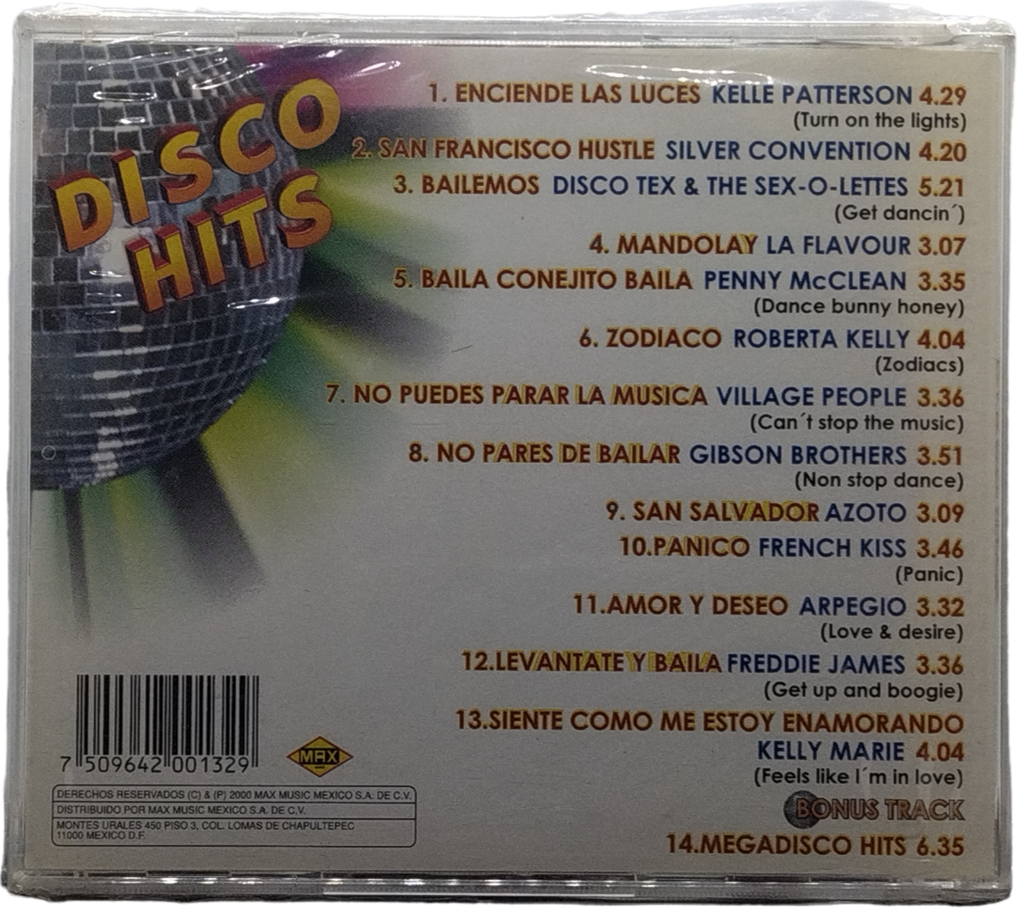 DISCO
HITS
1. ENCIENDE LAS LUCES KELLE PATTERSON 4.29
(Turn on the lights)
2. SAN FRANCISCO HUSTLE SILVER CONVENTION 4.20
3. BAILEMOS DISCO TEX & THE SEX-O-LETTES 5.21
(Get dancin´)
4. MANDOLAY LA FLAVOUR 3.07
5. BAILA CONEJITO BAILA PENNY McCLEAN 3.35
(Dance bunny honey)
6. ZODIACO ROBERTA KELLY 4.04
(Zodiacs)
7. NO PUEDES PARAR LA MUSICA VILLAGE PEOPLE 3.36
(Can´t stop the music)
8. NO PARES DE BAILAR GIBSON BROTHERS 3.51
(Non stop dance)
9. SAN SALVADOR AZOTO 3.09
10.PANICO FRENCH KISS 3.46
(Panic)
11.AMOR Y DESEO ARPEGIO 3.32
(Love & desire)
12.LEVANTATE Y BAILA FREDDIE JAMES 3.36
(Get up and boogie)
13.SIENTE COMO ME ESTOY ENAMORANDO
KELLY MARIE 4.04
(Feels like I´m in love)
BONUS TRACK
14.MEGADISCO HITS 6.35
7 509642 001329
MAX
DERECHOS RESERVADOS (C) & (P) 2000 MAX MUSIC MEXICO S.A. DE C.V.
DISTRIBUIDO POR MAX MUSIC MEXICO S.A. DE C.V.
MONTES URALES 450 PISO 3, COL. LOMAS DE CHAPULTEPEC
11000 MEXICO D.F.